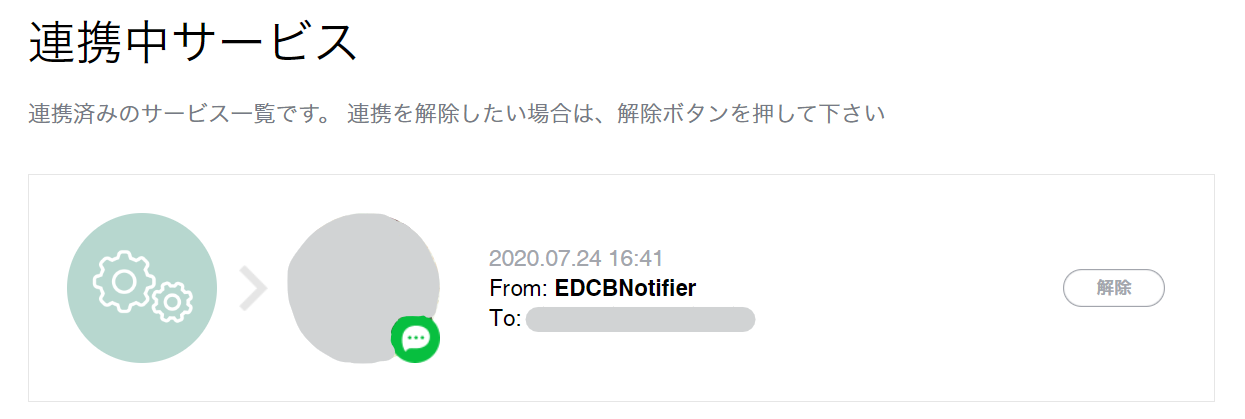 連携中サービス
連携済みのサービス一覧です。 連携を解除したい場合は、解除ボタンを押して下さい
2020.07.24 16:41
From: EDCBNotifier
To:
解除